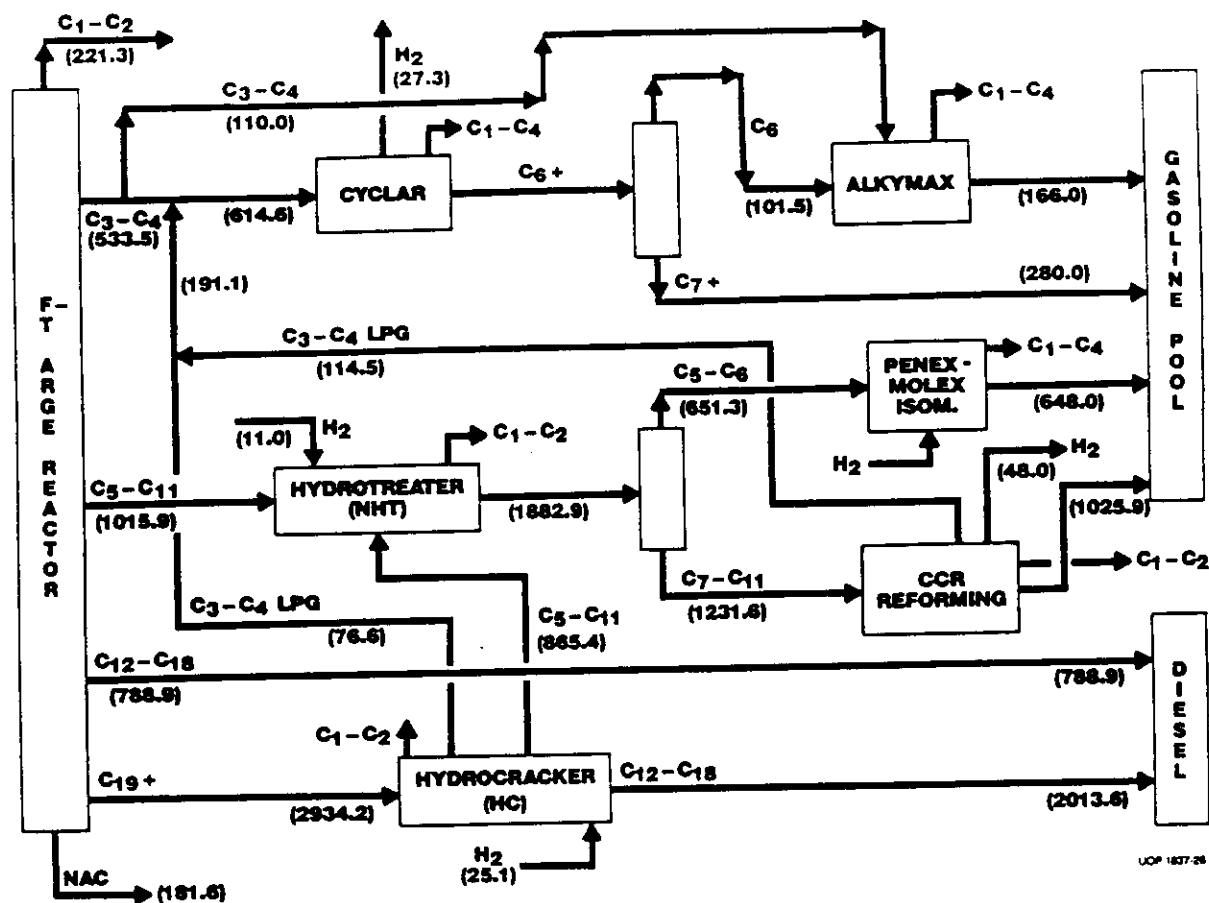 C1-C2
(221.3)
H2
(27.3)
C3-C4
(110.0)
C1-C4
C6
C1-C4
CYCLAR
C6+
ALKYMAX
C3-C4
(533.5)
(614.6)
(101.5)
(166.0)
(191.1)
C7+
(280.0)
GASOLINE POOL
F-T ARGE REACTOR
C3-C4 LPG
(114.5)
C5-C6
(651.3)
PENEX-
MOLEX
ISOM.
C1-C4
(648.0)
(11.0)
H2
C1-C2
H2
H2
(48.0)
C5-C11
(1015.9)
HYDROTREATER
(NHT)
(1882.9)
(1025.9)
C7-C11
(1231.6)
CCR
REFORMING
C1-C2
C3-C4 LPG
(76.6)
C5-C11
(865.4)
C12-C18
(788.9)
(788.9)
DIESEL
C1-C2
C19+
(2934.2)
HYDROCRACKER
(HC)
C12-C18
(2013.6)
H2
(25.1)
NAC
(181.6)
UOP 1837-26